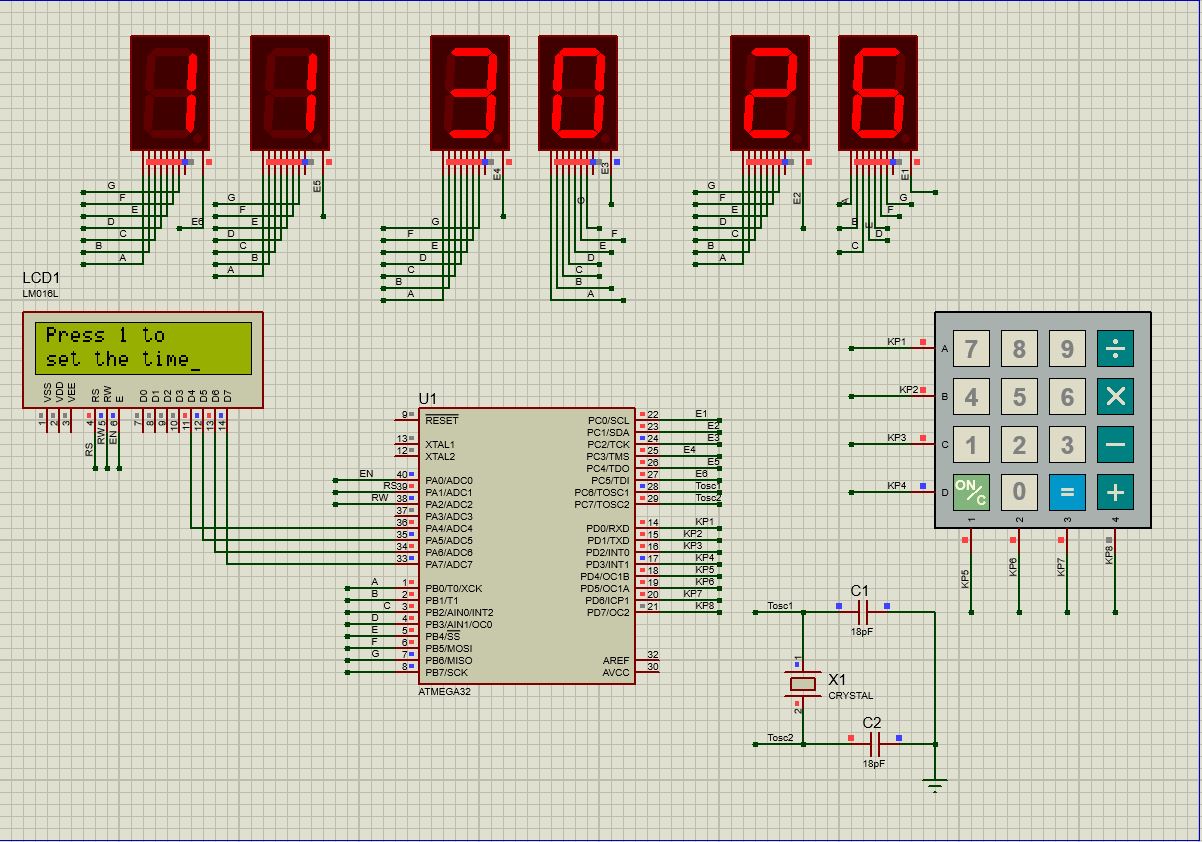 11 30 26
G
F
E
D
C
B
A
E6
G
F
E
D
C
B
A
E5
G
F
E
D
C
B
A
E4
G
F
E
D
C
B
A
E3
G
F
E
D
C
B
A
E2
A
B
C
E
D
F
G
E1
LCD1
LM016L
Press 1 to
set the time_
VSS VDD VEE RS RW E D0 D1 D2 D3 D4 D5 D6 D7
1 2 3 4 5 6 7 8 9 10 11 12 13 14
RS RW EN
U1
9 RESET
13 XTAL1
12 XTAL2
EN 40 PA0/ADC0
RS 39 PA1/ADC1
RW 38 PA2/ADC2
37 PA3/ADC3
36 PA4/ADC4
35 PA5/ADC5
34 PA6/ADC6
33 PA7/ADC7
A 1 PB0/T0/XCK
B 2 PB1/T1
C 3 PB2/AIN0/INT2
D 4 PB3/AIN1/OC0
E 5 PB4/SS
F 6 PB5/MOSI
G 7 PB6/MISO
8 PB7/SCK
PC0/SCL 22 E1
PC1/SDA 23 E2
PC2/TCK 24 E3
PC3/TMS 25 E4
PC4/TDO 26 E5
PC5/TDI 27 E6
PC6/TOSC1 28 Tosc1
PC7/TOSC2 29 Tosc2
PD0/RXD 14 KP1
PD1/TXD 15 KP2
PD2/INT0 16 KP3
PD3/INT1 17 KP4
PD4/OC1B 18 KP5
PD5/OC1A 19 KP6
PD6/ICP1 20 KP7
PD7/OC2 21 KP8
AREF 32
AVCC 30
ATMEGA32
KP1 A 7 8 9 ÷
KP2 B 4 5 6 ×
KP3 C 1 2 3 −
KP4 D ON/C 0 = +
1 2 3 4
KP5 KP6 KP7 KP8
Tosc1
C1
18pF
1
X1
CRYSTAL
2
Tosc2
C2
18pF